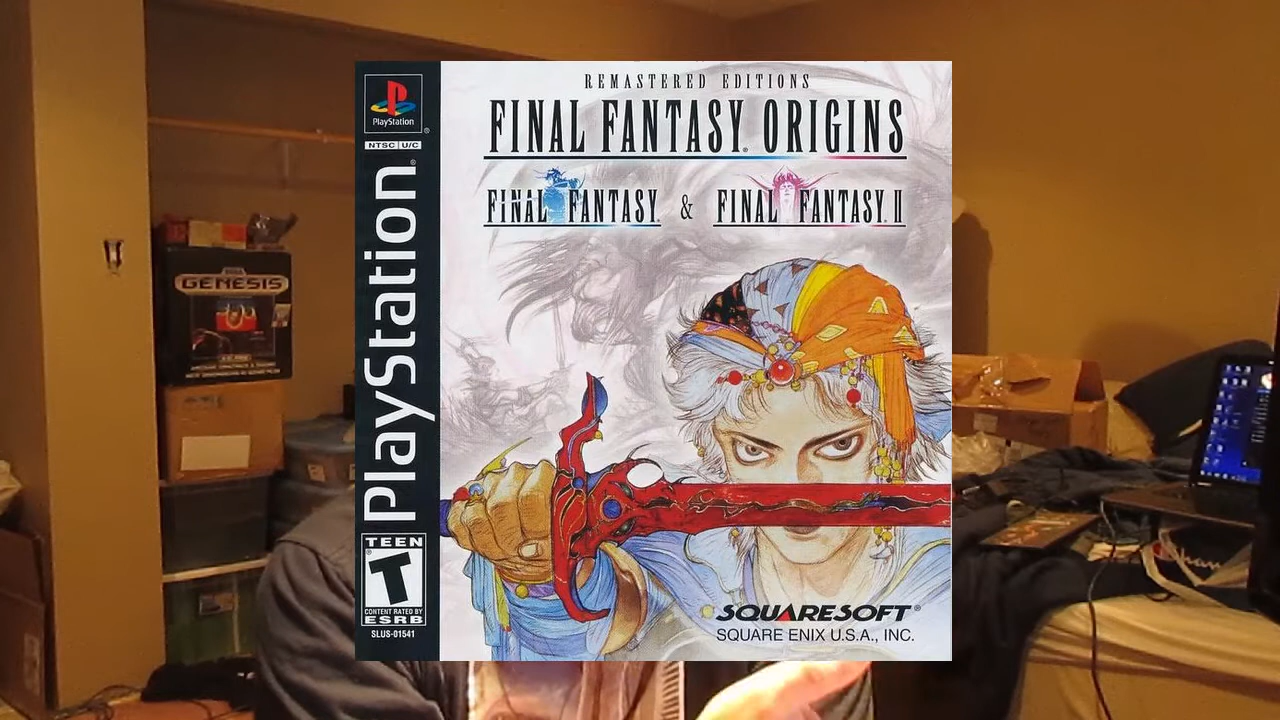 REMASTERED EDITIONS
FINAL FANTASY ORIGINS
FINAL FANTASY & FINAL FANTASY II
PlayStation
NTSC U/C
PlayStation
TEEN
T
CONTENT RATED BY
ESRB
SLUS-01541
SQUARESOFT
SQUARE ENIX U.S.A., INC.
SEGA
GENESIS